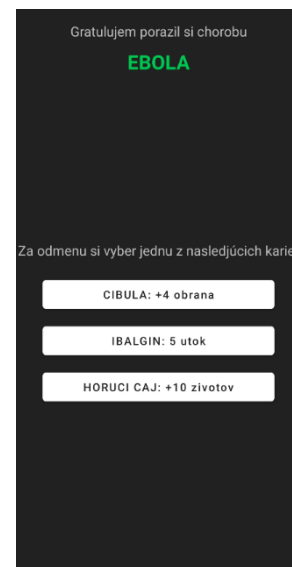 Gratulujem porazil si chorobu
EBOLA
Za odmenu si vyber jednu z nasledjúcich karie
CIBULA: +4 obrana
IBALGIN: 5 utok
HORUCI CAJ: +10 zivotov